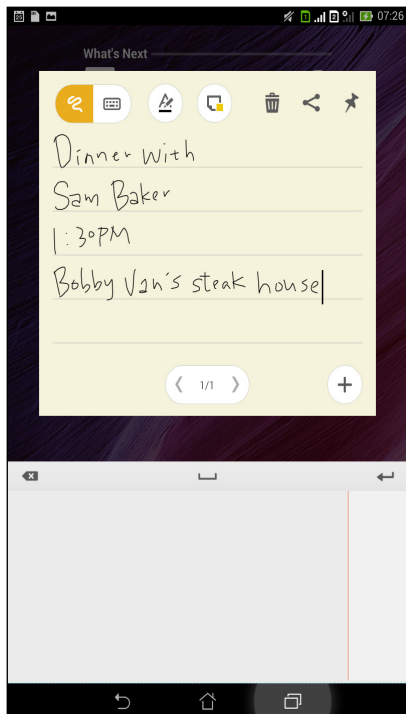 07:26
What's Next
Dinner with
Sam Baker
1:30PM
Bobby Van's steak house
1/1